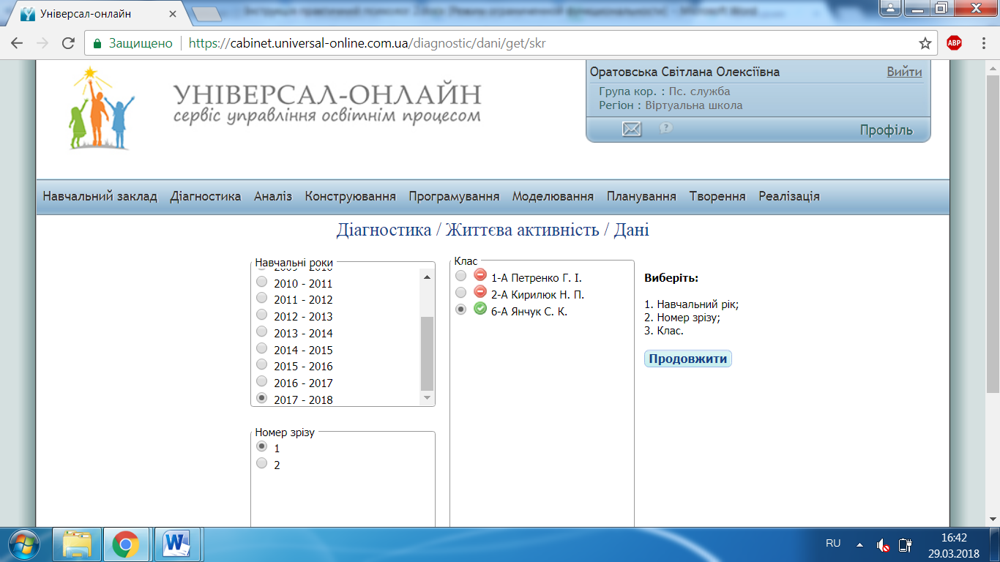 Універсал-онлайн
Защищено
https://cabinet.universal-online.com.ua/diagnostic/dani/get/skr
ABP
УНІВЕРСАЛ-ОНЛАЙН
сервіс управління освітнім процесом
Оратовська Світлана Олексіївна
Вийти
Група кор. : Пс. служба
Регіон : Віртуальна школа
Профіль
Навчальний заклад Діагностика Аналіз Конструювання Програмування Моделювання Планування Творення Реалізація
Діагностика / Життєва активність / Дані
Навчальні роки
2009 - 2010
2010 - 2011
2011 - 2012
2012 - 2013
2013 - 2014
2014 - 2015
2015 - 2016
2016 - 2017
2017 - 2018
Номер зрізу
1
2
Клас
1-А Петренко Г. І.
2-А Кирилюк Н. П.
6-А Янчук С. К.
Виберіть:
1. Навчальний рік;
2. Номер зрізу;
3. Клас.
Продовжити
RU
16:42
29.03.2018